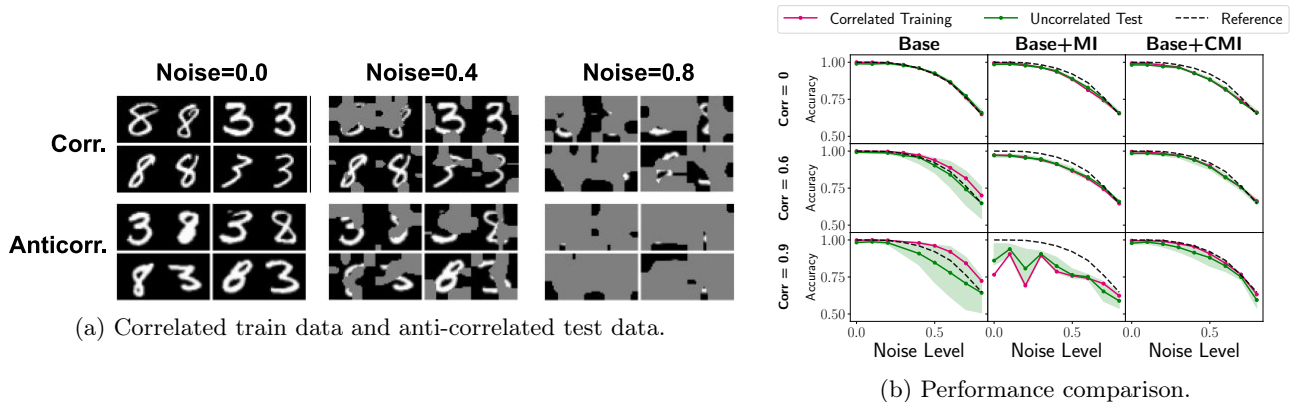 Noise=0.0 Noise=0.4 Noise=0.8
Corr.
Anticorr.
(a) Correlated train data and anti-correlated test data.
Correlated Training Uncorrelated Test Reference
Base Base+MI Base+CMI
Corr = 0
Accuracy
1.00
0.75
0.50
Corr = 0.6
Accuracy
1.00
0.75
0.50
Corr = 0.9
Accuracy
1.00
0.75
0.50
0.0 0.5 0.0 0.5 0.0 0.5
Noise Level Noise Level Noise Level
(b) Performance comparison.